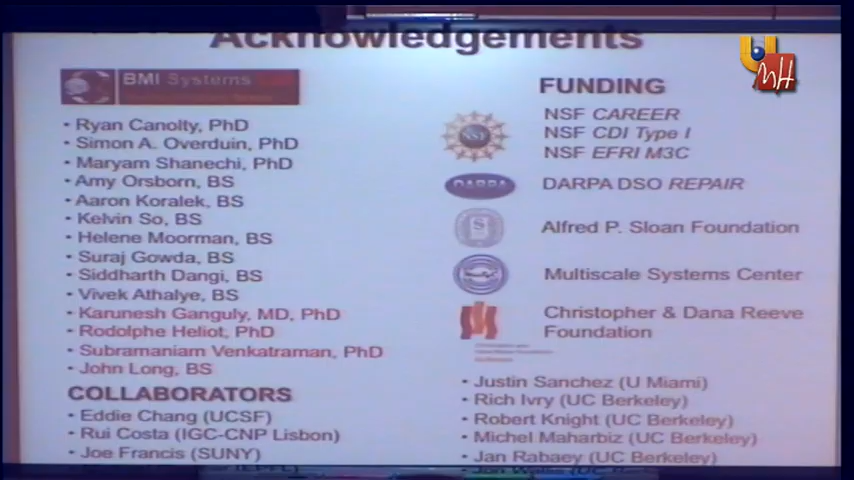 Acknowledgements
BMI Systems
Ryan Canolty, PhD
Simon A. Overduin, PhD
Maryam Shanechi, PhD
Amy Orsborn, BS
Aaron Koralek, BS
Kelvin So, BS
Helene Moorman, BS
Suraj Gowda, BS
Siddharth Dangi, BS
Vivek Athalye, BS
Karunesh Ganguly, MD, PhD
Rodolphe Heliot, PhD
Subramaniam Venkatraman, PhD
John Long, BS
COLLABORATORS
Eddie Chang (UCSF)
Rui Costa (IGC-CNP Lisbon)
Joe Francis (SUNY)
FUNDING
NSF
NSF CAREER
NSF CDI Type I
NSF EFRI M3C
DARPA
DARPA DSO REPAIR
Alfred P. Sloan Foundation
Multiscale Systems Center
Christopher & Dana Reeve
Foundation
Justin Sanchez (U Miami)
Rich Ivry (UC Berkeley)
Robert Knight (UC Berkeley)
Michel Maharbiz (UC Berkeley)
Jan Rabaey (UC Berkeley)
UMH